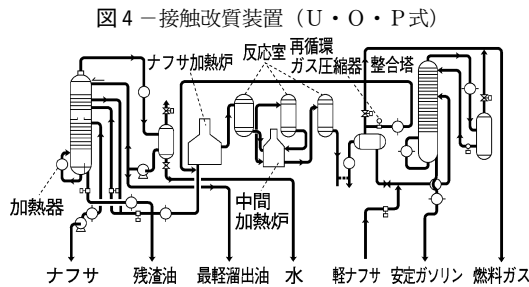 図4－接触改質装置（U・O・P式）
ナフサ加熱炉
反応室
再循環
ガス圧縮器
整合塔
加熱器
中間
加熱炉
ナフサ
残渣油
最軽溜出油
水
軽ナフサ
安定ガソリン
燃料ガス